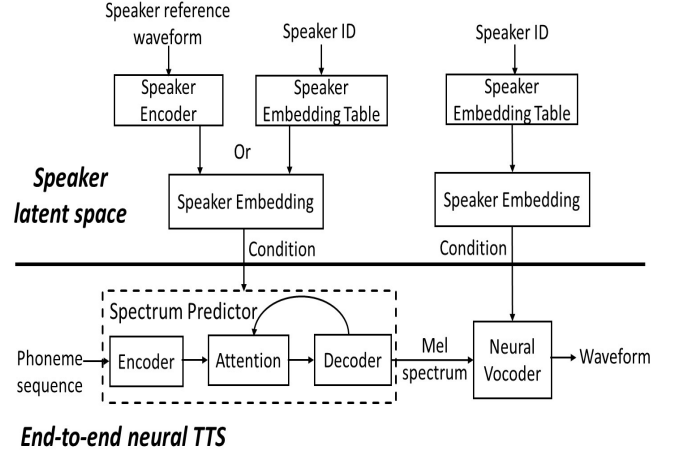 Speaker reference
waveform
Speaker ID
Speaker ID
Speaker
Encoder
Speaker
Embedding Table
Speaker
Embedding Table
Or
Speaker
latent space
Speaker Embedding
Speaker Embedding
Condition
Condition
Spectrum Predictor
Phoneme
sequence
Encoder
Attention
Decoder
Mel
spectrum
Neural
Vocoder
Waveform
End-to-end neural TTS